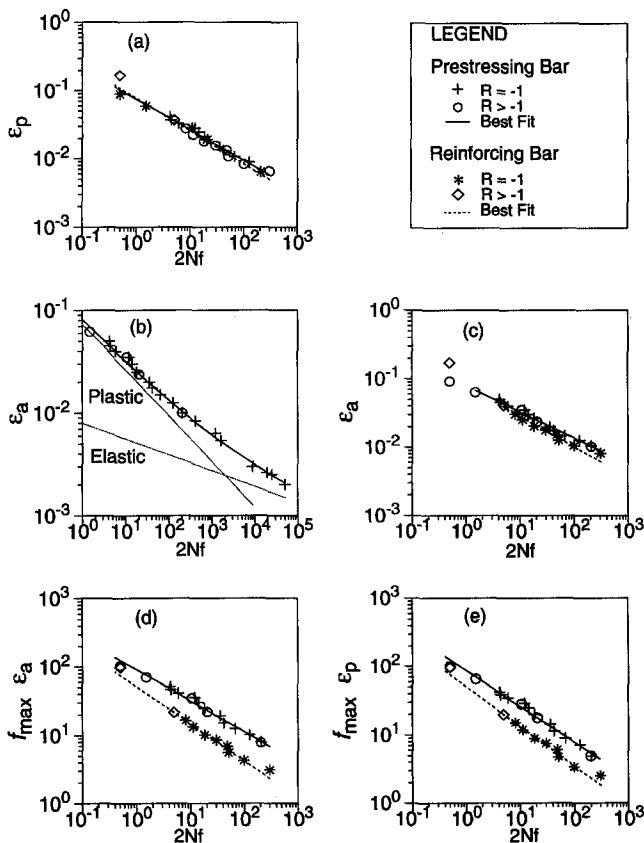 (a)
εp
10⁰
10⁻¹
10⁻²
10⁻³
10⁻¹ 10⁰ 10¹ 10² 10³
2Nf
LEGEND
Prestressing Bar
+ R = -1
○ R > -1
— Best Fit
Reinforcing Bar
* R = -1
◇ R > -1
----- Best Fit
(b)
εa
10⁻¹
10⁻²
10⁻³
Plastic
Elastic
10⁰ 10¹ 10² 10³ 10⁴ 10⁵
2Nf
(c)
εa
10⁰
10⁻¹
10⁻²
10⁻³
10⁻¹ 10⁰ 10¹ 10² 10³
2Nf
(d)
fmax εa
10³
10²
10¹
10⁰
10⁻¹ 10⁰ 10¹ 10² 10³
2Nf
(e)
fmax εp
10³
10²
10¹
10⁰
10⁻¹ 10⁰ 10¹ 10² 10³
2Nf